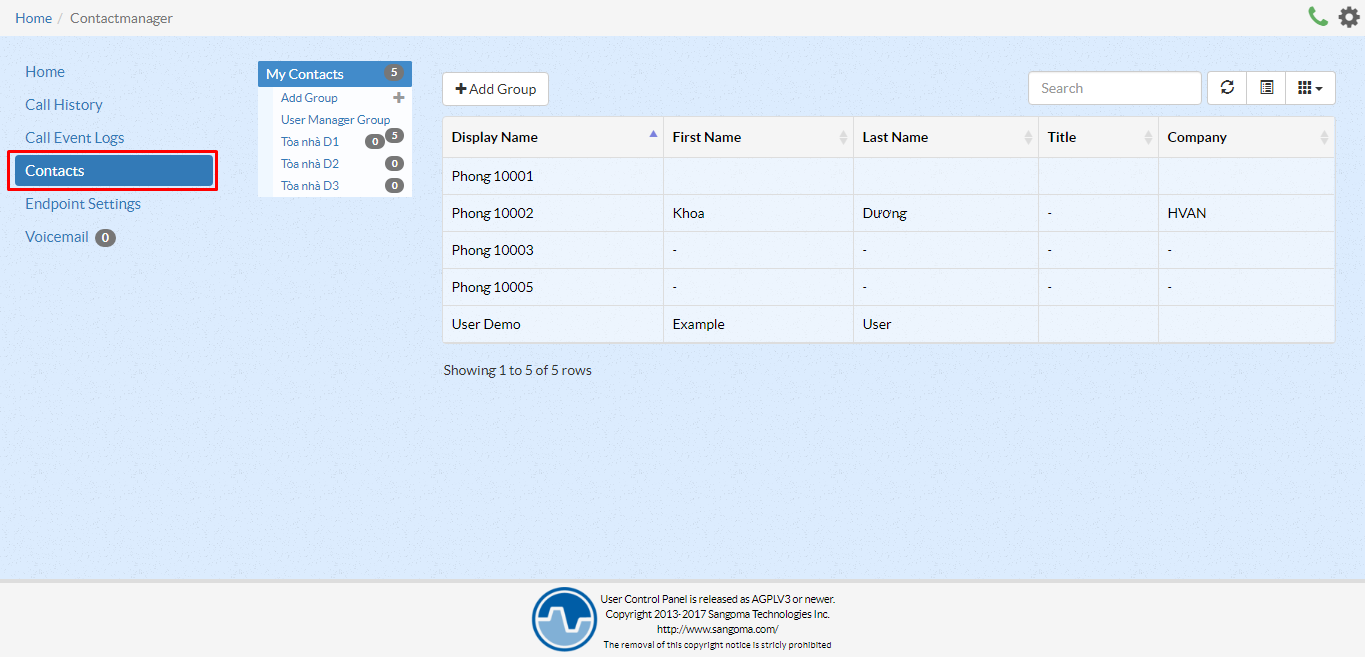 Home / Contactmanager
Home
Call History
Call Event Logs
Contacts
Endpoint Settings
Voicemail 0
My Contacts 5
Add Group
User Manager Group 5
Tòa nhà D1 0
Tòa nhà D2 0
Tòa nhà D3 0
Add Group
Search
Display Name First Name Last Name Title Company
Phong 10001
Phong 10002 Khoa Dương - HVAN
Phong 10003 - - - -
Phong 10005 - - - -
User Demo Example User
Showing 1 to 5 of 5 rows
User Control Panel is released as AGPLV3 or newer.
Copyright 2013-2017 Sangoma Technologies Inc.
http://www.sangoma.com/
The removal of this copyright notice is stricly prohibited